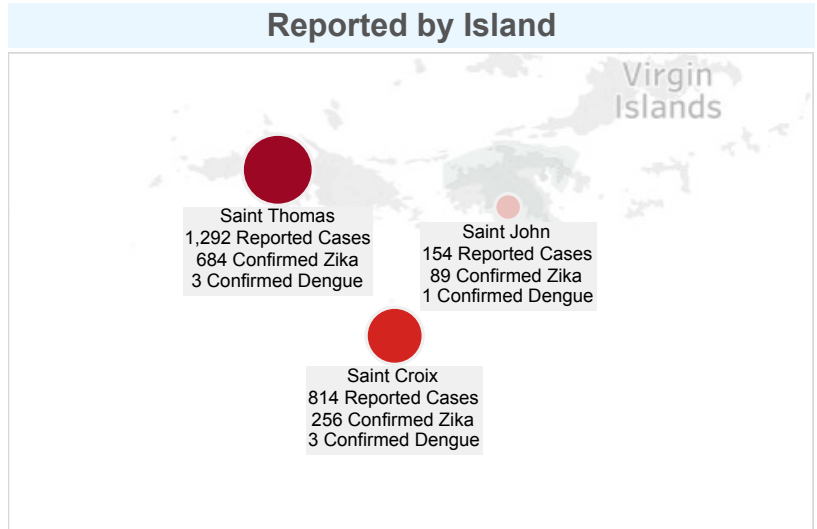 Reported by Island
Virgin
Islands
Saint Thomas
1,292 Reported Cases
684 Confirmed Zika
3 Confirmed Dengue
Saint John
154 Reported Cases
89 Confirmed Zika
1 Confirmed Dengue
Saint Croix
814 Reported Cases
256 Confirmed Zika
3 Confirmed Dengue